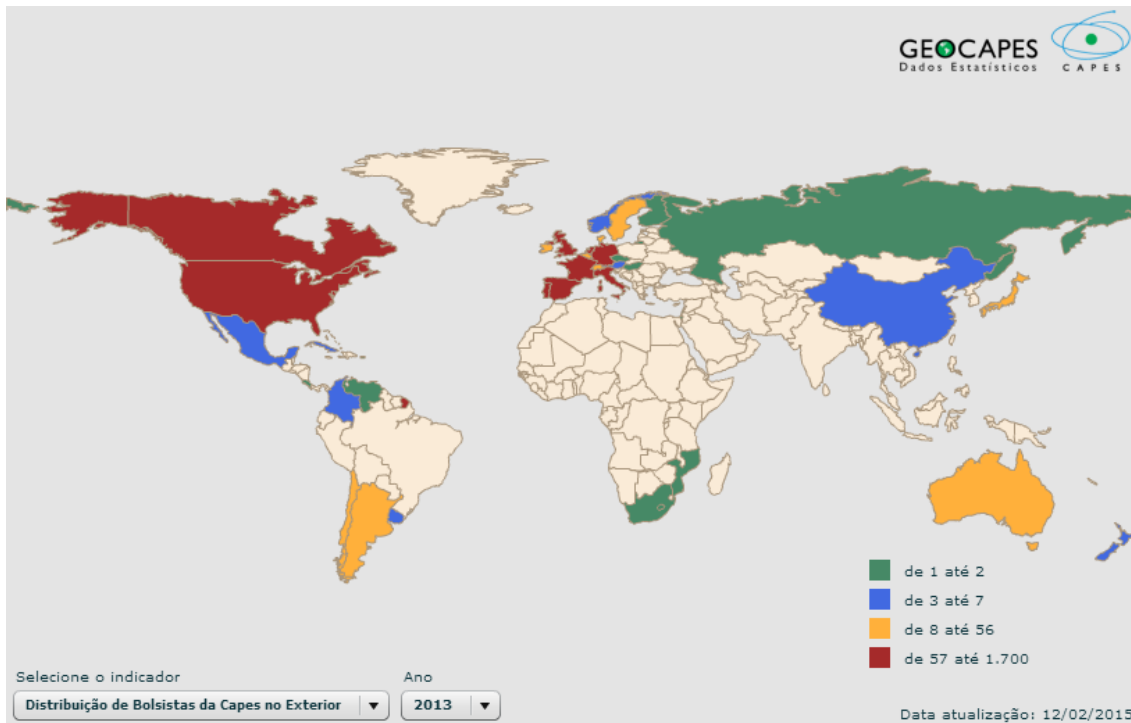 GEOCAPES
Dados Estatísticos
CAPES
de 1 até 2
de 3 até 7
de 8 até 56
de 57 até 1.700
Selecione o indicador
Ano
Distribuição de Bolsistas da Capes no Exterior
2013
Data atualização: 12/02/2015